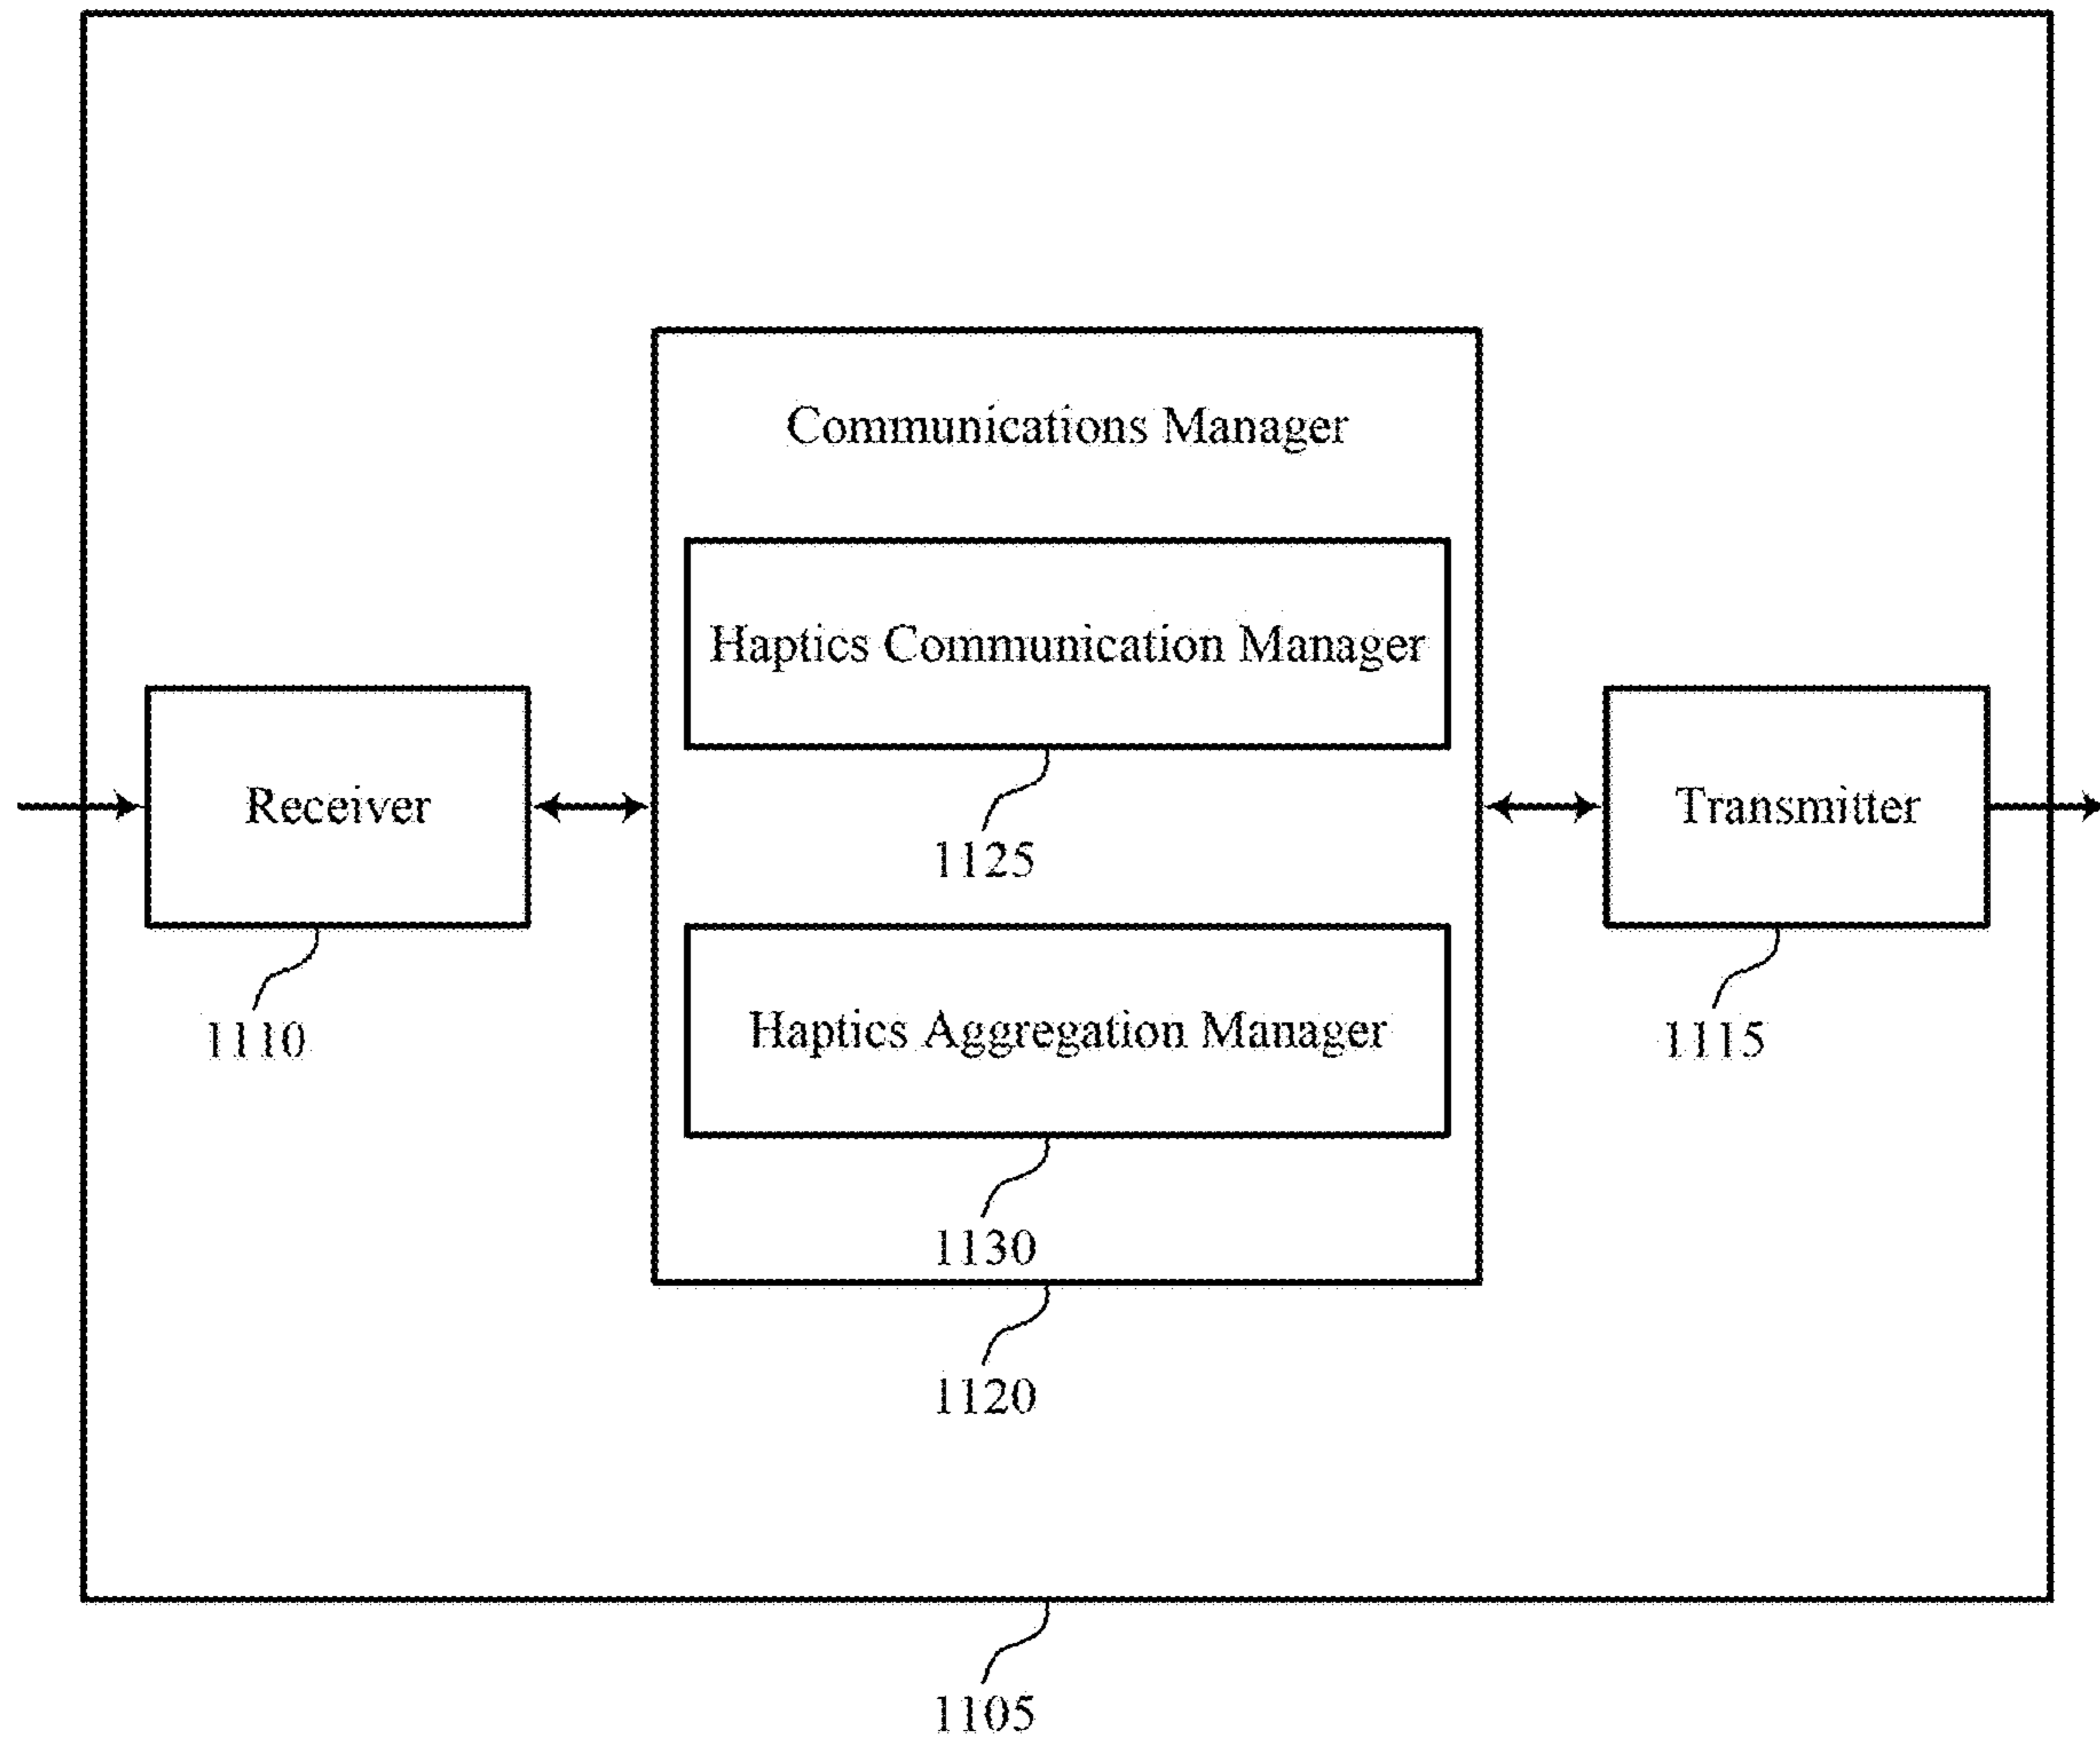 Communications Manager
Haptics Communication Manager
Receiver
Transmitter
1125
Haptics Aggregation Manager
1110
1115
1130
1120
1105